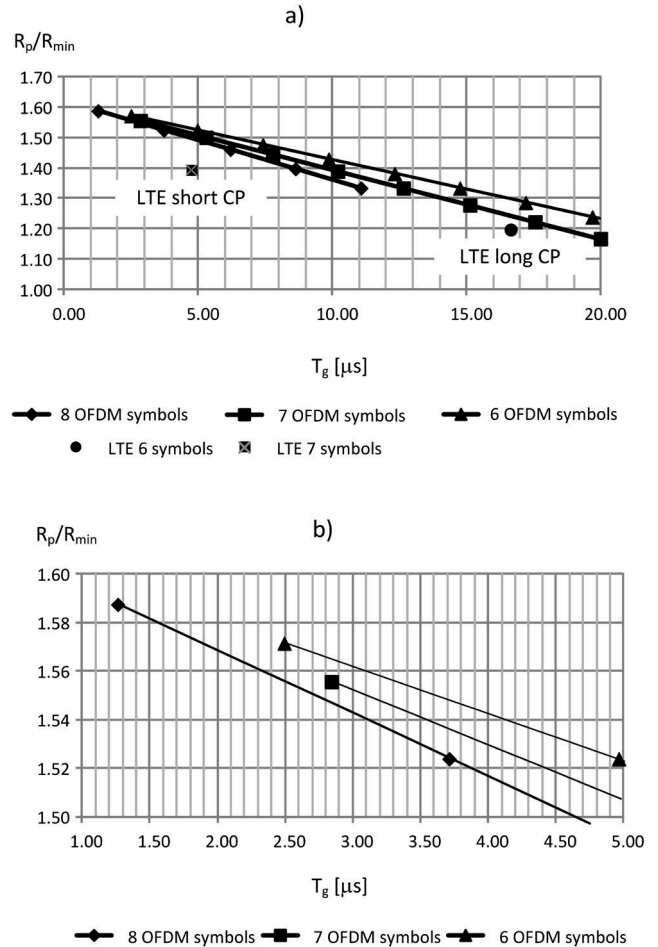 a)
Rp/Rmin
1.70
1.60
1.50
1.40
1.30
1.20
1.10
1.00
LTE short CP
LTE long CP
0.00 5.00 10.00 15.00 20.00
Tg [μs]
8 OFDM symbols 7 OFDM symbols 6 OFDM symbols
LTE 6 symbols LTE 7 symbols
b)
Rp/Rmin
1.60
1.58
1.56
1.54
1.52
1.50
1.00 1.50 2.00 2.50 3.00 3.50 4.00 4.50 5.00
Tg [μs]
8 OFDM symbols 7 OFDM symbols 6 OFDM symbols